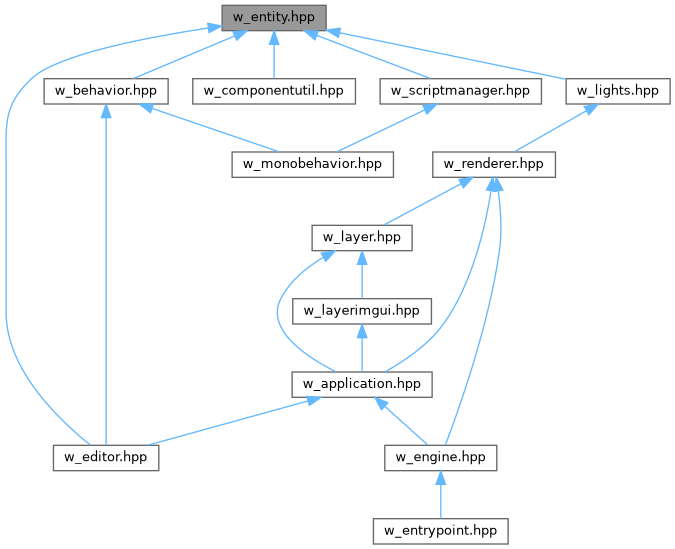 w_entity.hpp
w_behavior.hpp
w_componentutil.hpp
w_scriptmanager.hpp
w_lights.hpp
w_monobehavior.hpp
w_renderer.hpp
w_layer.hpp
w_layerimgui.hpp
w_application.hpp
w_editor.hpp
w_engine.hpp
w_entrypoint.hpp